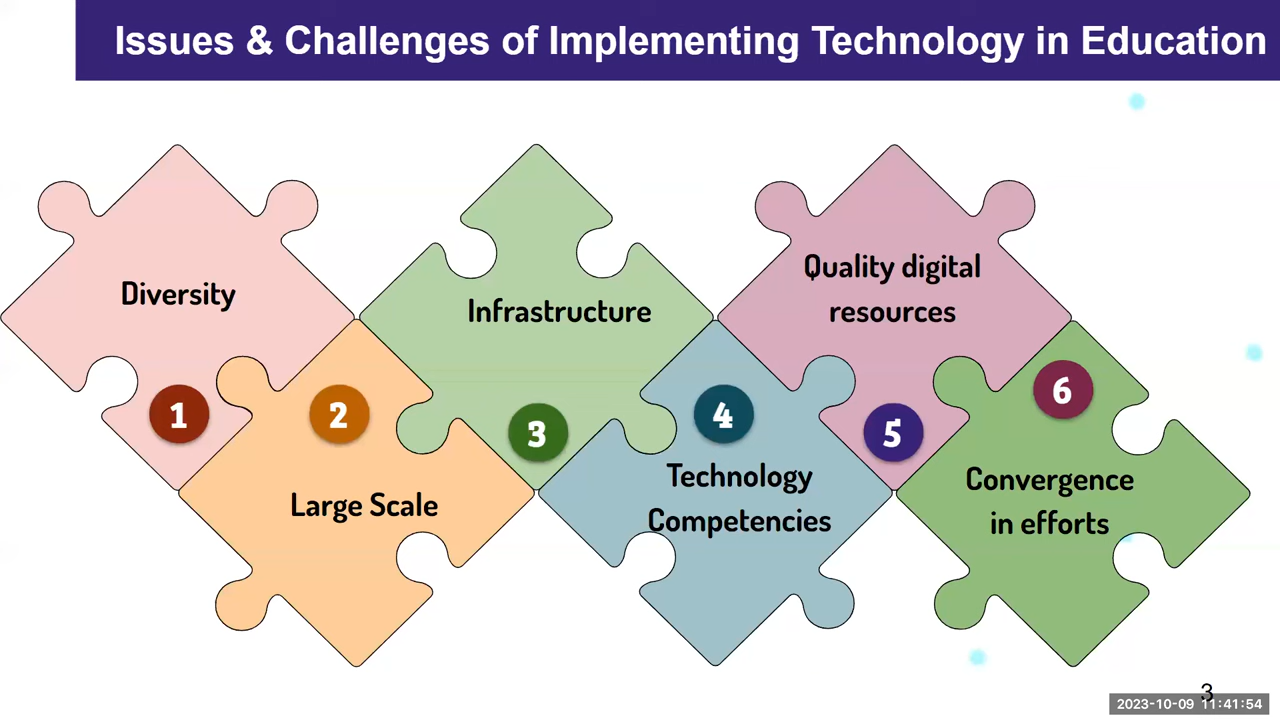 Issues & Challenges of Implementing Technology in Education
Diversity
1
Large Scale
2
Infrastructure
3
Technology
Competencies
4
Quality digital
resources
5
Convergence
in efforts
6
3
2023-10-09 11:41:54